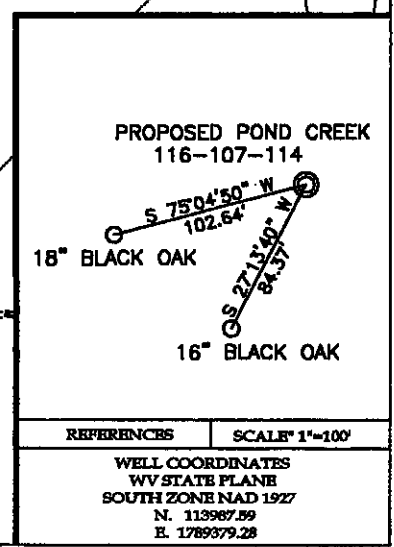 PROPOSED POND CREEK
116-107-114
S 75°04'50" W
102.64'
18" BLACK OAK
S 27°13'40" W
84.37'
16" BLACK OAK
REFERENCES
SCALE" 1"=100'
WELL COORDINATES
WV STATE PLANE
SOUTH ZONE NAD 1927
N. 113987.59
E. 1789379.28